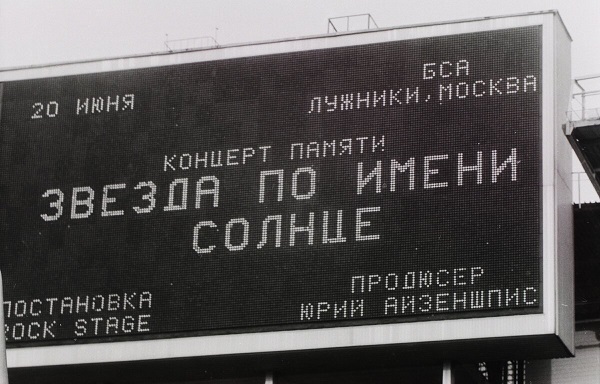 20 ИЮНЯ
БСА
ЛУЖНИКИ, МОСКВА
КОНЦЕРТ ПАМЯТИ
ЗВЕЗДА ПО ИМЕНИ
СОЛНЦЕ
ПОСТАНОВКА
ROCK STAGE
ПРОДЮСЕР
ЮРИЙ АЙЗЕНШПИС